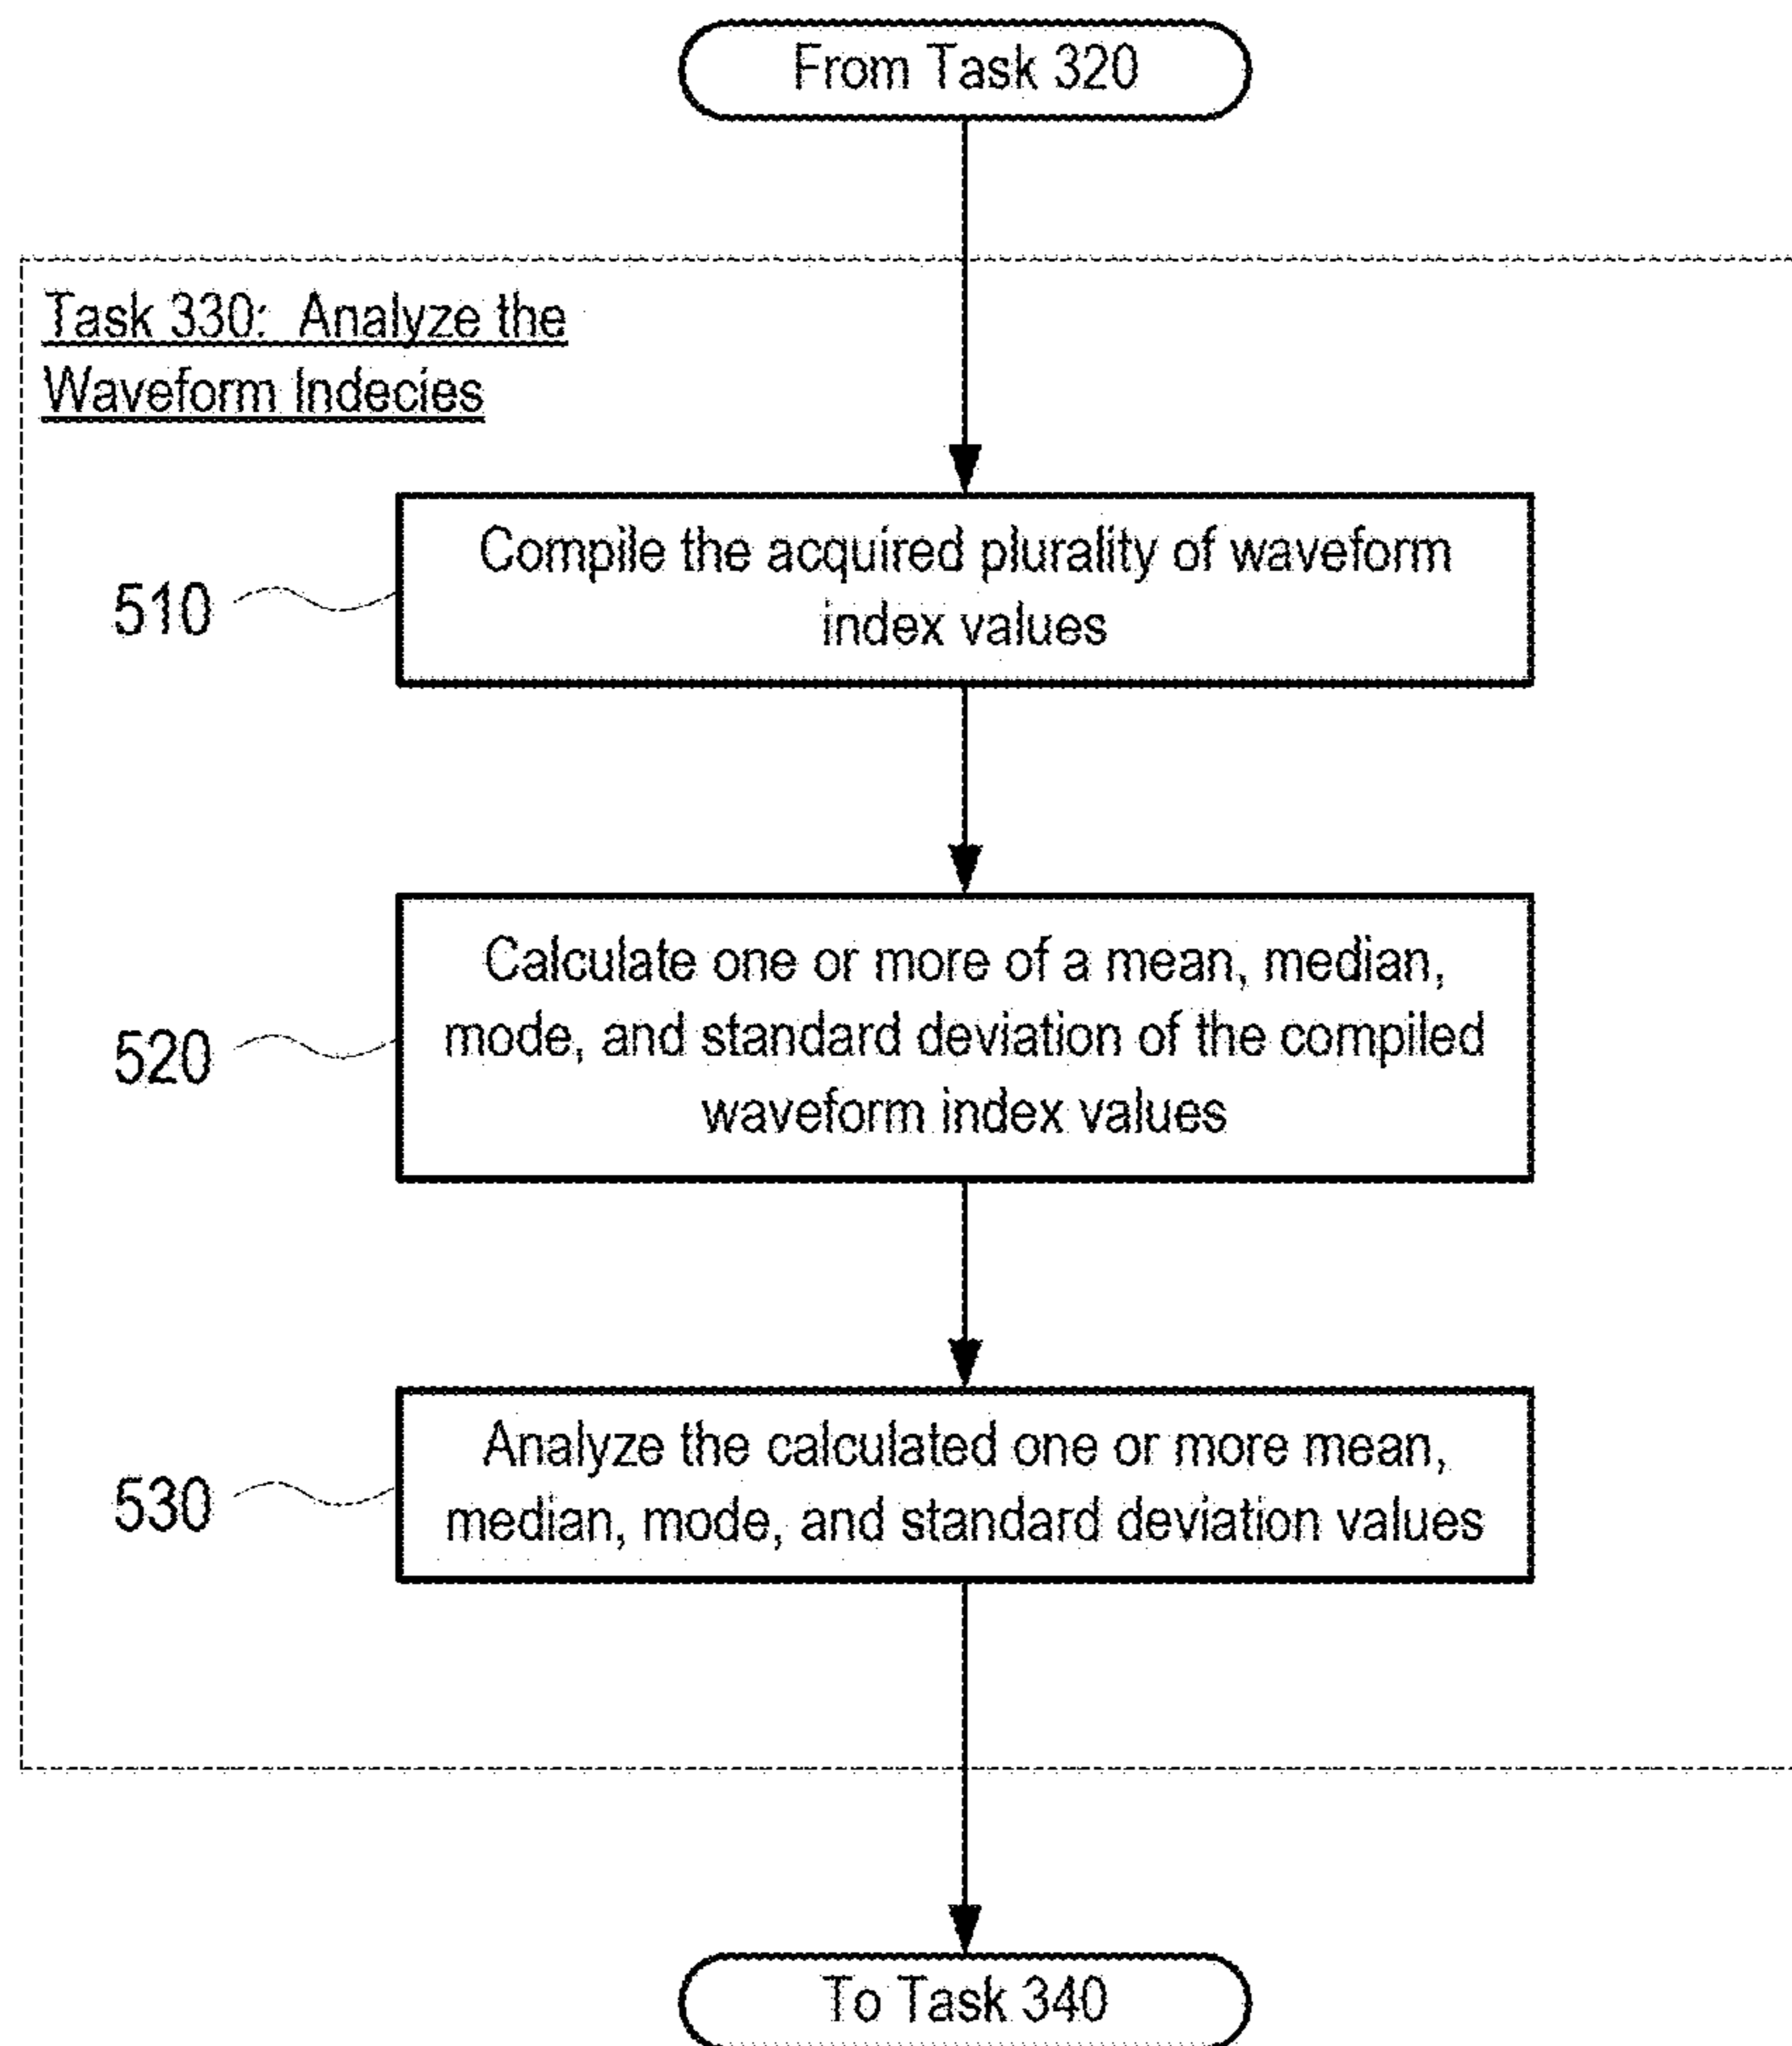 From Task 320
Task 330: Analyze the
Waveform Indecies
Compile the acquired plurality of waveform
index values
510
Calculate one or more of a mean, median,
mode, and standard deviation of the compiled
waveform index values
520
Analyze the calculated one or more mean,
median, mode, and standard deviation values
530
To Task 340